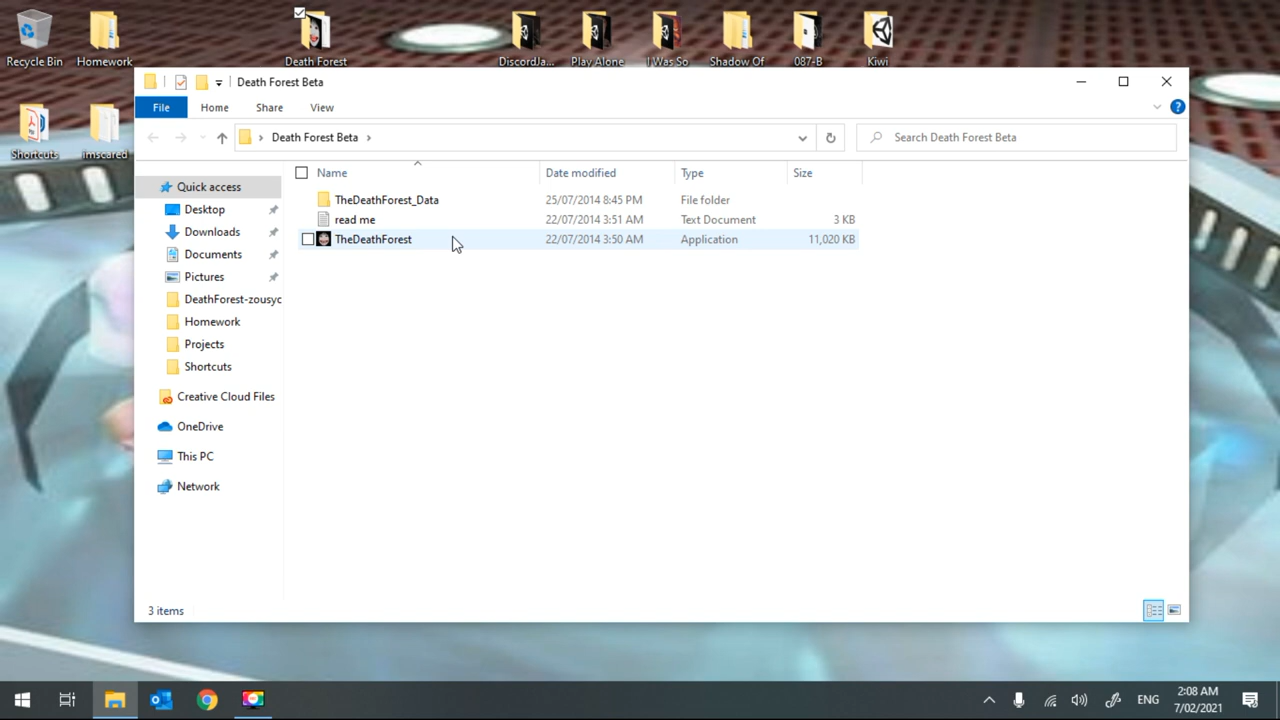 Recycle Bin
Homework
Death Forest
DiscordJa...
Play Alone
I Was So
Shadow Of
087-B
Kiwi
Shortcuts
imscared
Death Forest Beta
File
Home
Share
View
Death Forest Beta
Search Death Forest Beta
Name
Date modified
Type
Size
Quick access
Desktop
Downloads
Documents
Pictures
DeathForest-zousyc
Homework
Projects
Shortcuts
Creative Cloud Files
OneDrive
This PC
Network
TheDeathForest_Data 25/07/2014 8:45 PM File folder
read me 22/07/2014 3:51 AM Text Document 3 KB
TheDeathForest 22/07/2014 3:50 AM Application 11,020 KB
3 items
ENG
2:08 AM
7/02/2021